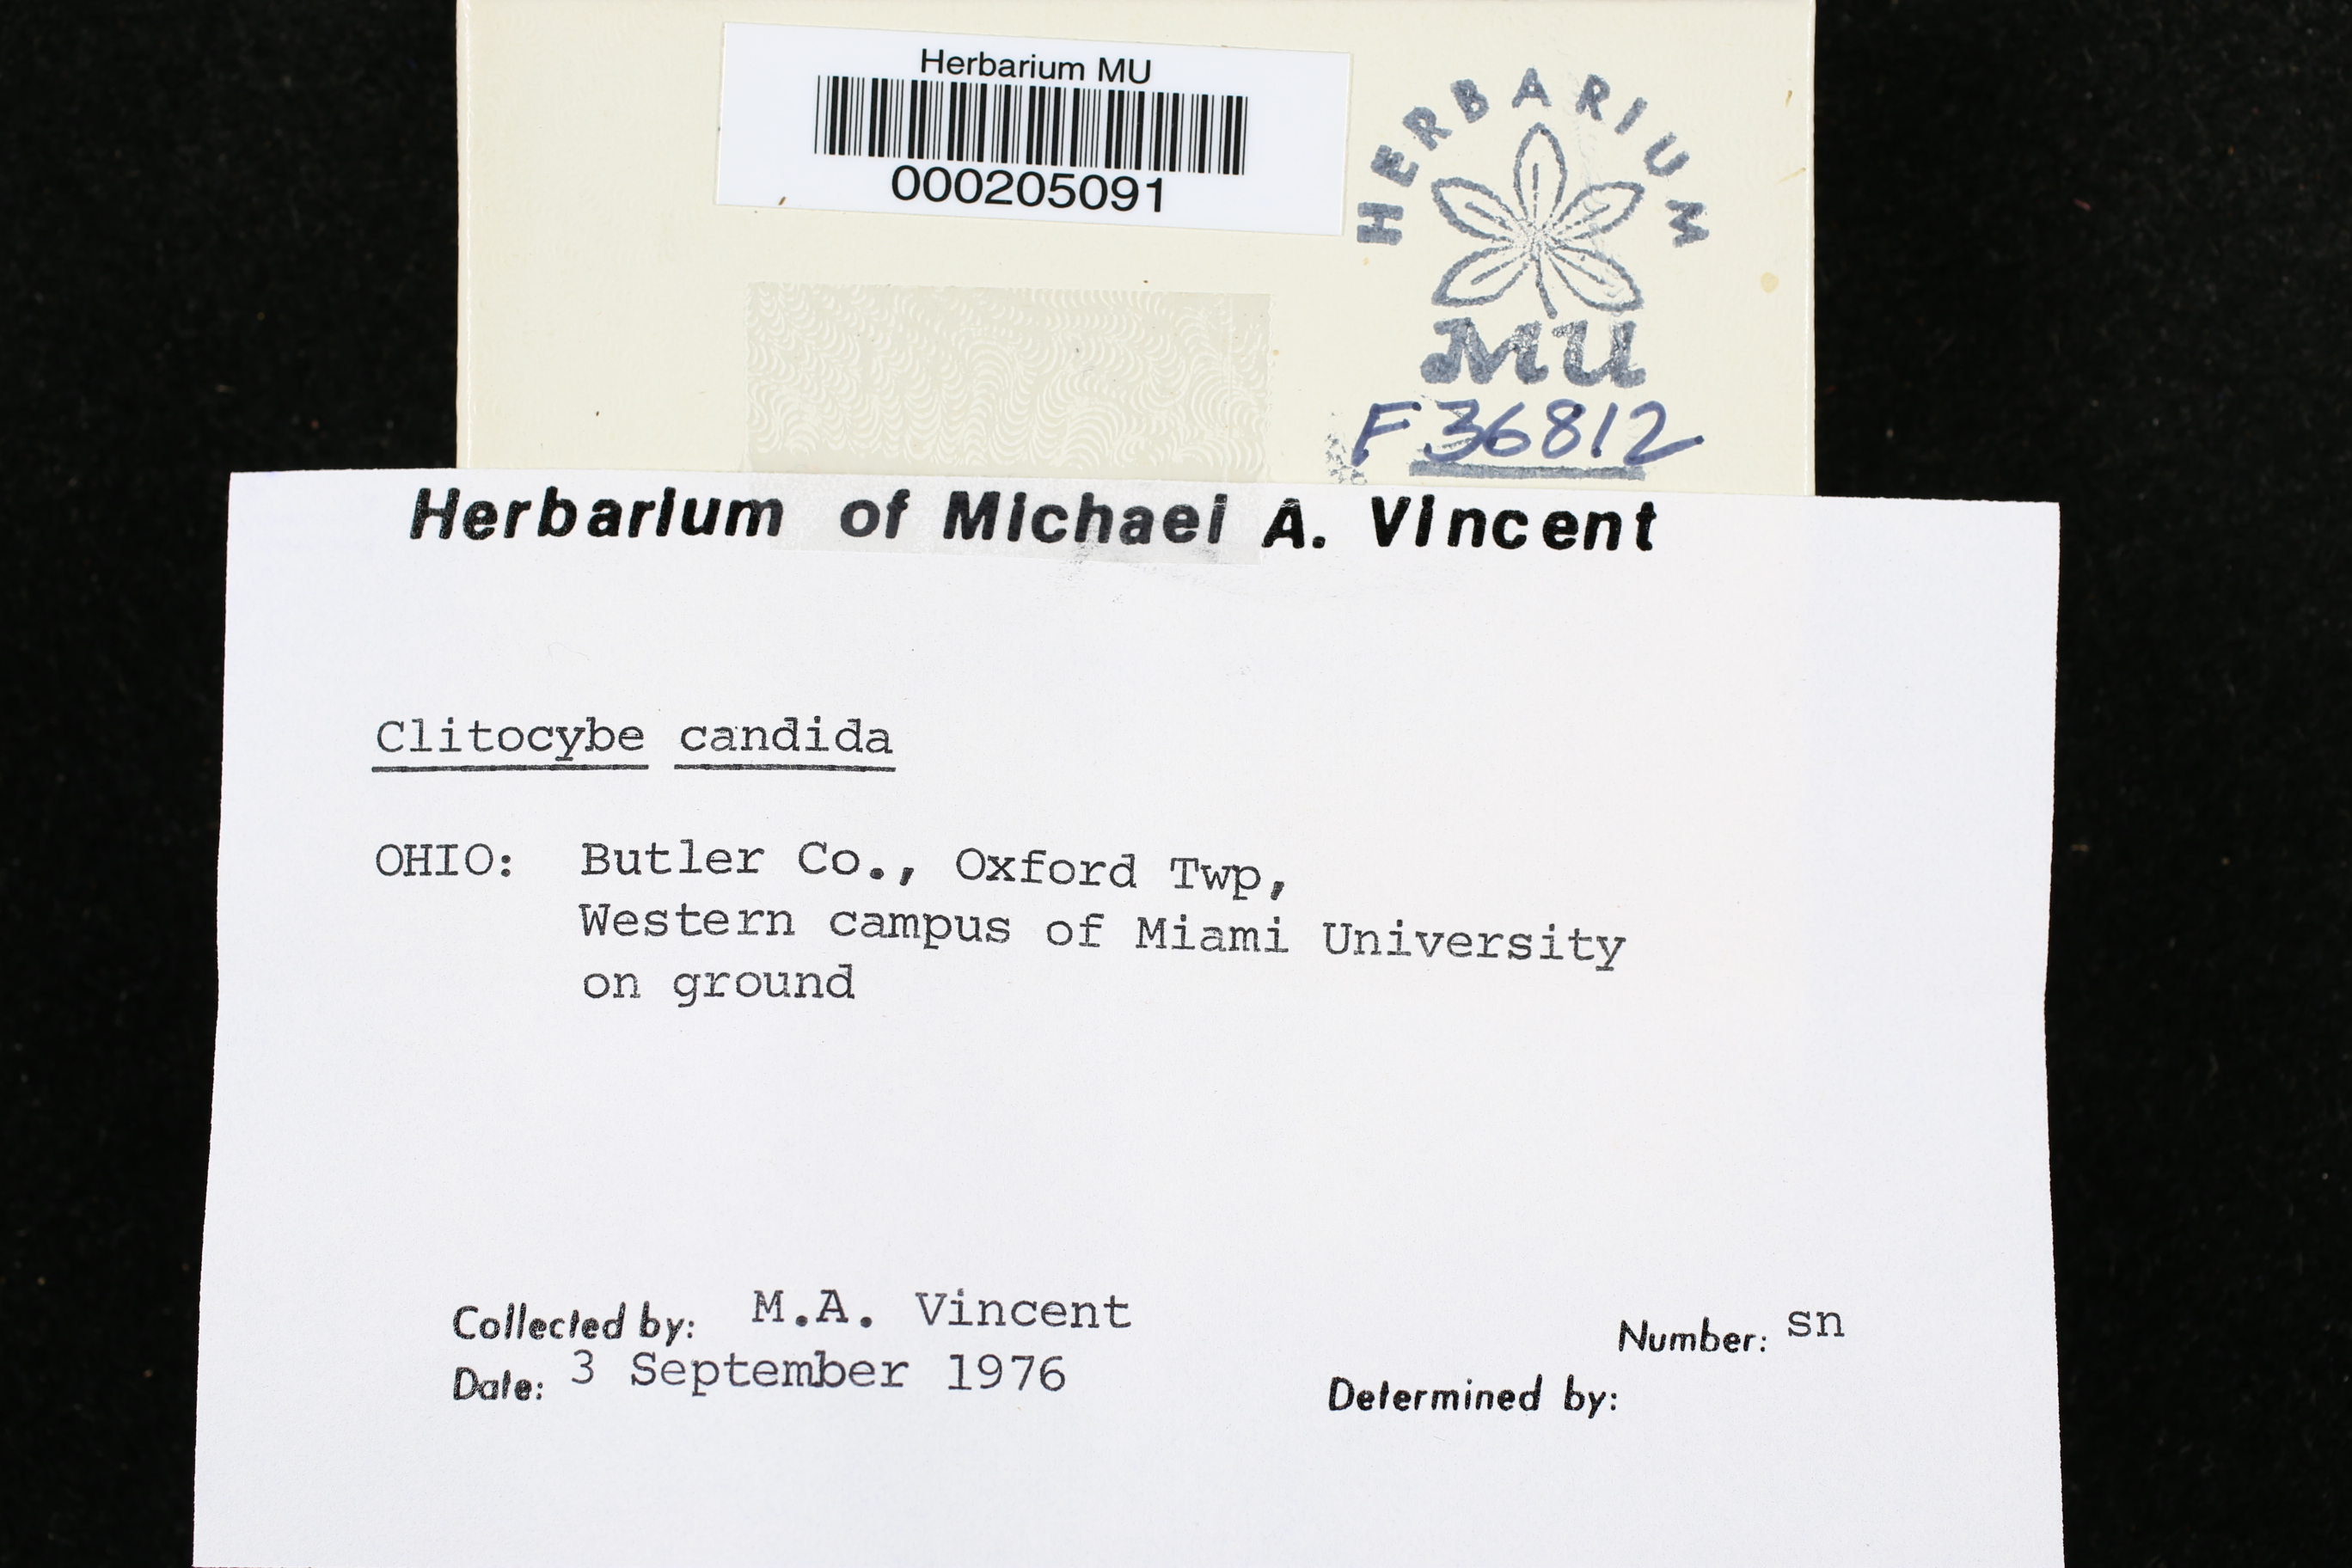 Herbarium MU
000205091
HERBARIUM
MU
F36812
Herbarium of Michael A. Vincent
Clitocybe candida
OHIO: Butler Co., Oxford Twp,
Western campus of Miami University
on ground
Collected by: M.A. Vincent
Number: sn
Date: 3 September 1976
Determined by: